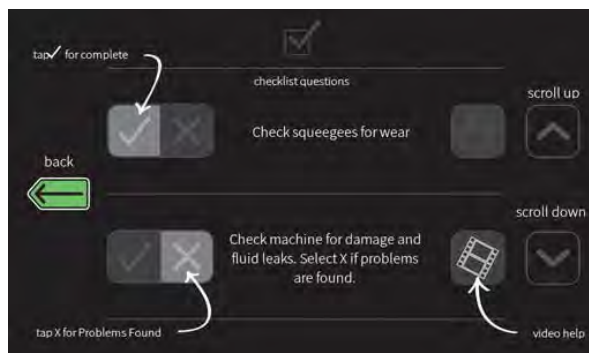 tap✓ for complete
checklist questions
scroll up
Check squeegees for wear
back
scroll down
Check machine for damage and
fluid leaks. Select X if problems
are found.
tap X for Problems Found
video help